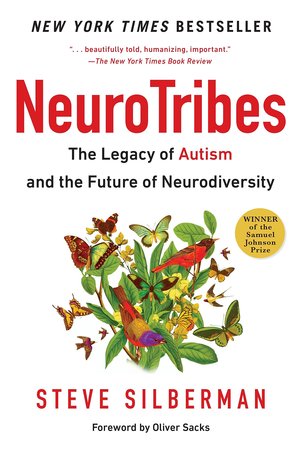 NEW YORK TIMES BESTSELLER
". . . beautifully told, humanizing, important."
—The New York Times Book Review
NeuroTribes
The Legacy of Autism
and the Future of Neurodiversity
WINNER
of the
Samuel
Johnson
Prize
STEVE SILBERMAN
Foreword by Oliver Sacks